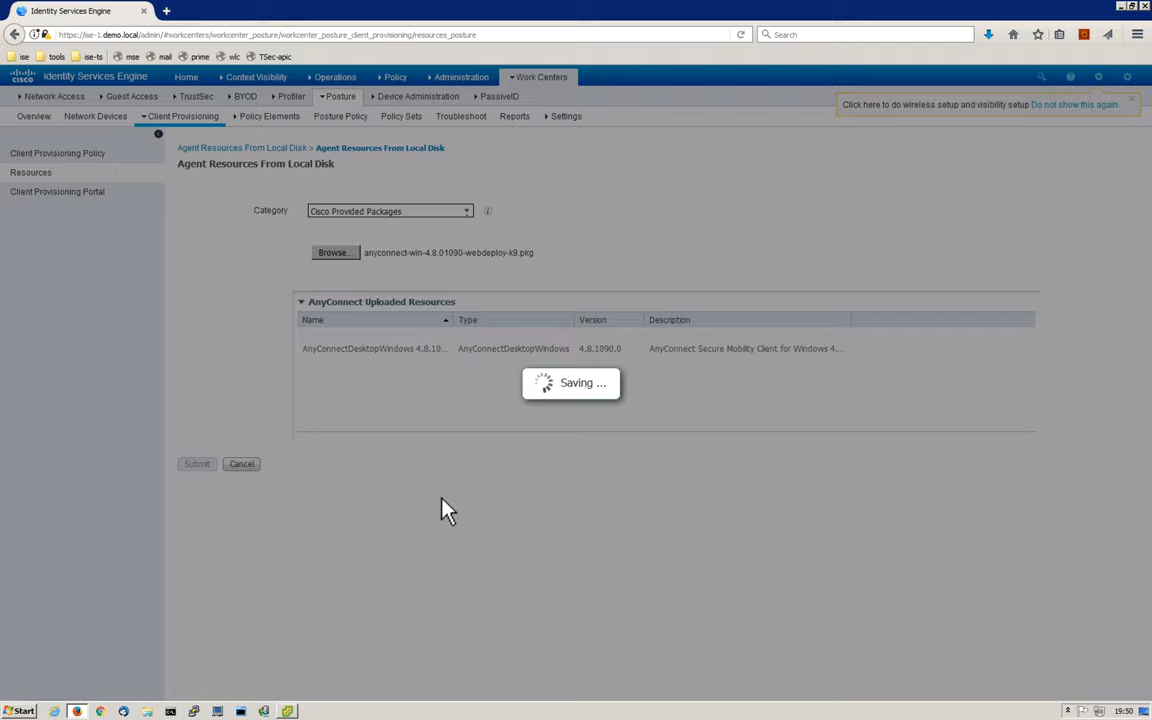 Identity Services Engine
https://ise-1.demo.local/admin/#workcenters/workcenter_posture/workcenter_posture_client_provisioning/resources_posture
Search
ise tools ise-ts mse mail prime wlc TSec-apic
CISCO Identity Services Engine Home Context Visibility Operations Policy Administration Work Centers
Network Access Guest Access TrustSec BYOD Profiler Posture Device Administration PassiveID
Click here to do wireless setup and visibility setup Do not show this again.
Overview Network Devices Client Provisioning Policy Elements Posture Policy Policy Sets Troubleshoot Reports Settings
Client Provisioning Policy
Resources
Client Provisioning Portal
Agent Resources From Local Disk > Agent Resources From Local Disk
Agent Resources From Local Disk
Category Cisco Provided Packages
Browse... anyconnect-win-4.8.01090-webdeploy-k9.pkg
AnyConnect Uploaded Resources
Name Type Version Description
AnyConnectDesktopWindows 4.8.10... AnyConnectDesktopWindows 4.8.1090.0 AnyConnect Secure Mobility Client for Windows 4....
Saving ...
Submit Cancel
Start 19:50